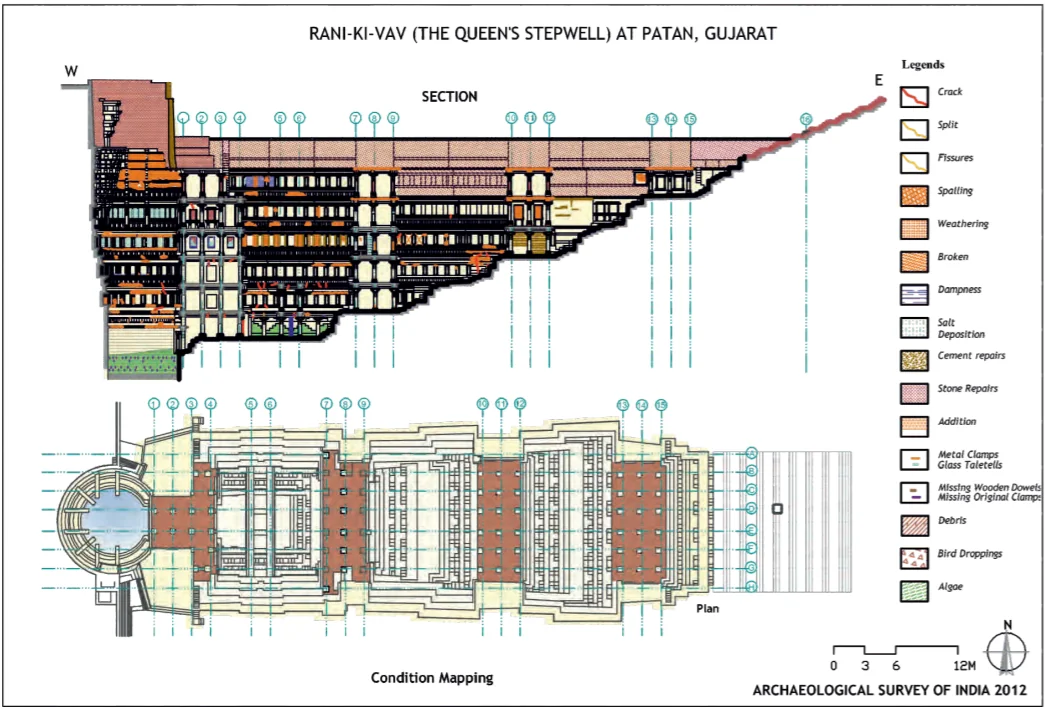 RANI-KI-VAV (THE QUEEN'S STEPWELL) AT PATAN, GUJARAT
W
E
SECTION
1 2 3 4 5 6 7 8 9 10 11 12 13 14 15 16
Legends
Crack
Split
Fissures
Spalling
Weathering
Broken
Dampness
Salt
Deposition
Cement repairs
Stone Repairs
Addition
Metal Clamps
Glass Taletells
Missing Wooden Dowels
Missing Original Clamps
Debris
Bird Droppings
Algae
1 2 3 4 5 6 7 8 9 10 11 12 13 14 15
A
B
C
D
E
F
G
H
Plan
N
0 3 6 12M
Condition Mapping
ARCHAEOLOGICAL SURVEY OF INDIA 2012